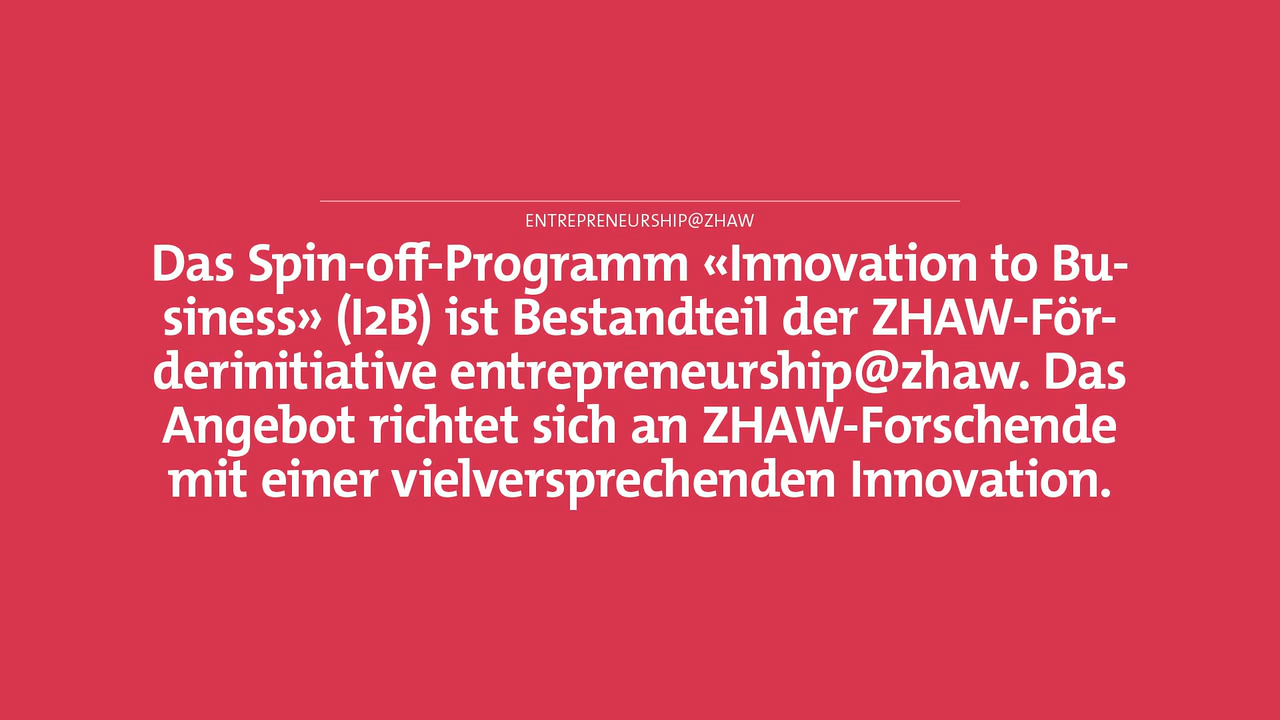 ENTREPRENEURSHIP@ZHAW
Das Spin-off-Programm «Innovation to Bu-
siness» (I2B) ist Bestandteil der ZHAW-För-
derinitiative entrepreneurship@zhaw. Das
Angebot richtet sich an ZHAW-Forschende
mit einer vielversprechenden Innovation.